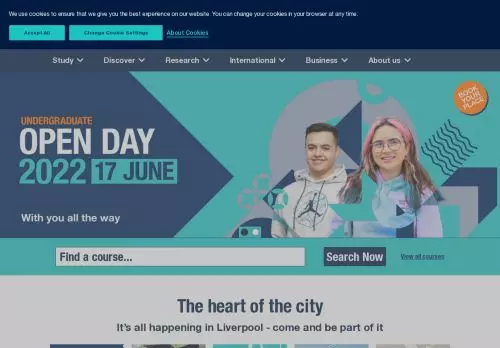 We use cookies to ensure that we give you the best experience on our website. You can change your cookies in your browser at any time.
Accept All
Change Cookie Settings
About Cookies
Study
Discover
Research
International
Business
About us
UNDERGRADUATE
OPEN DAY
2022 17 JUNE
BOOK
YOUR
PLACE
With you all the way
Find a course...
Search Now
View all courses
The heart of the city
It's all happening in Liverpool - come and be part of it